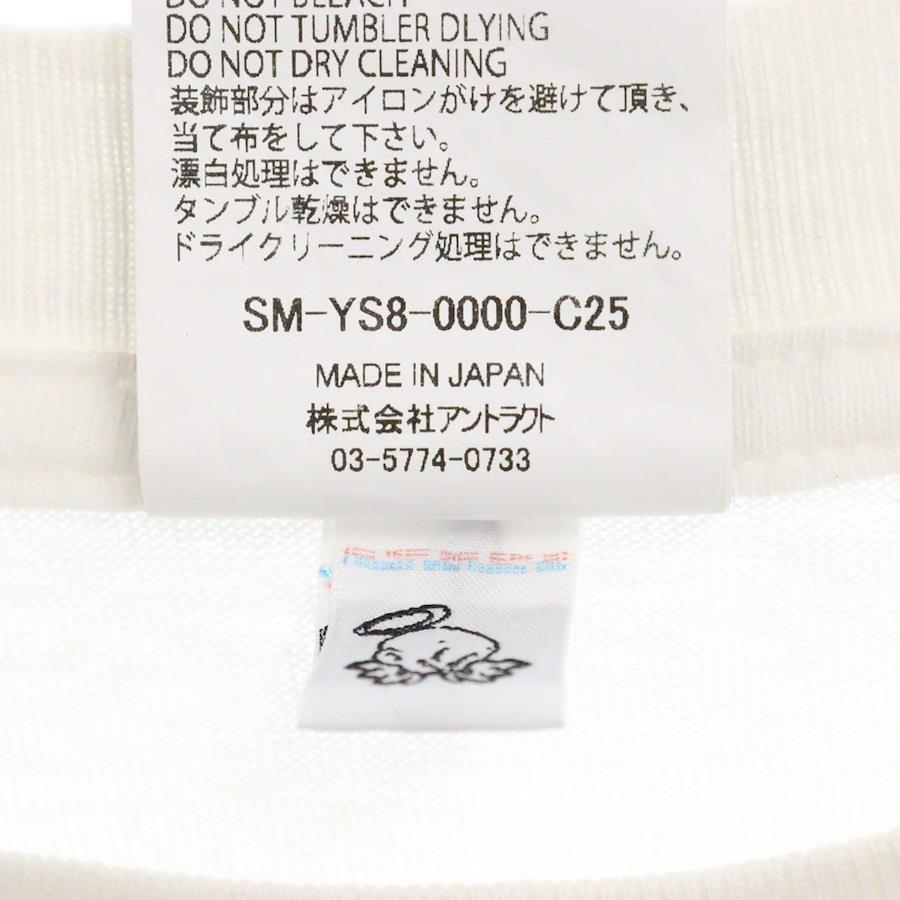 DO NOT BLEACH
DO NOT TUMBLER DLYING
DO NOT DRY CLEANING
装飾部分はアイロンがけを避けて頂き、
当て布をして下さい。
漂白処理はできません。
タンブル乾燥はできません。
ドライクリーニング処理はできません。
SM-YS8-0000-C25
MADE IN JAPAN
株式会社アントラクト
03-5774-0733